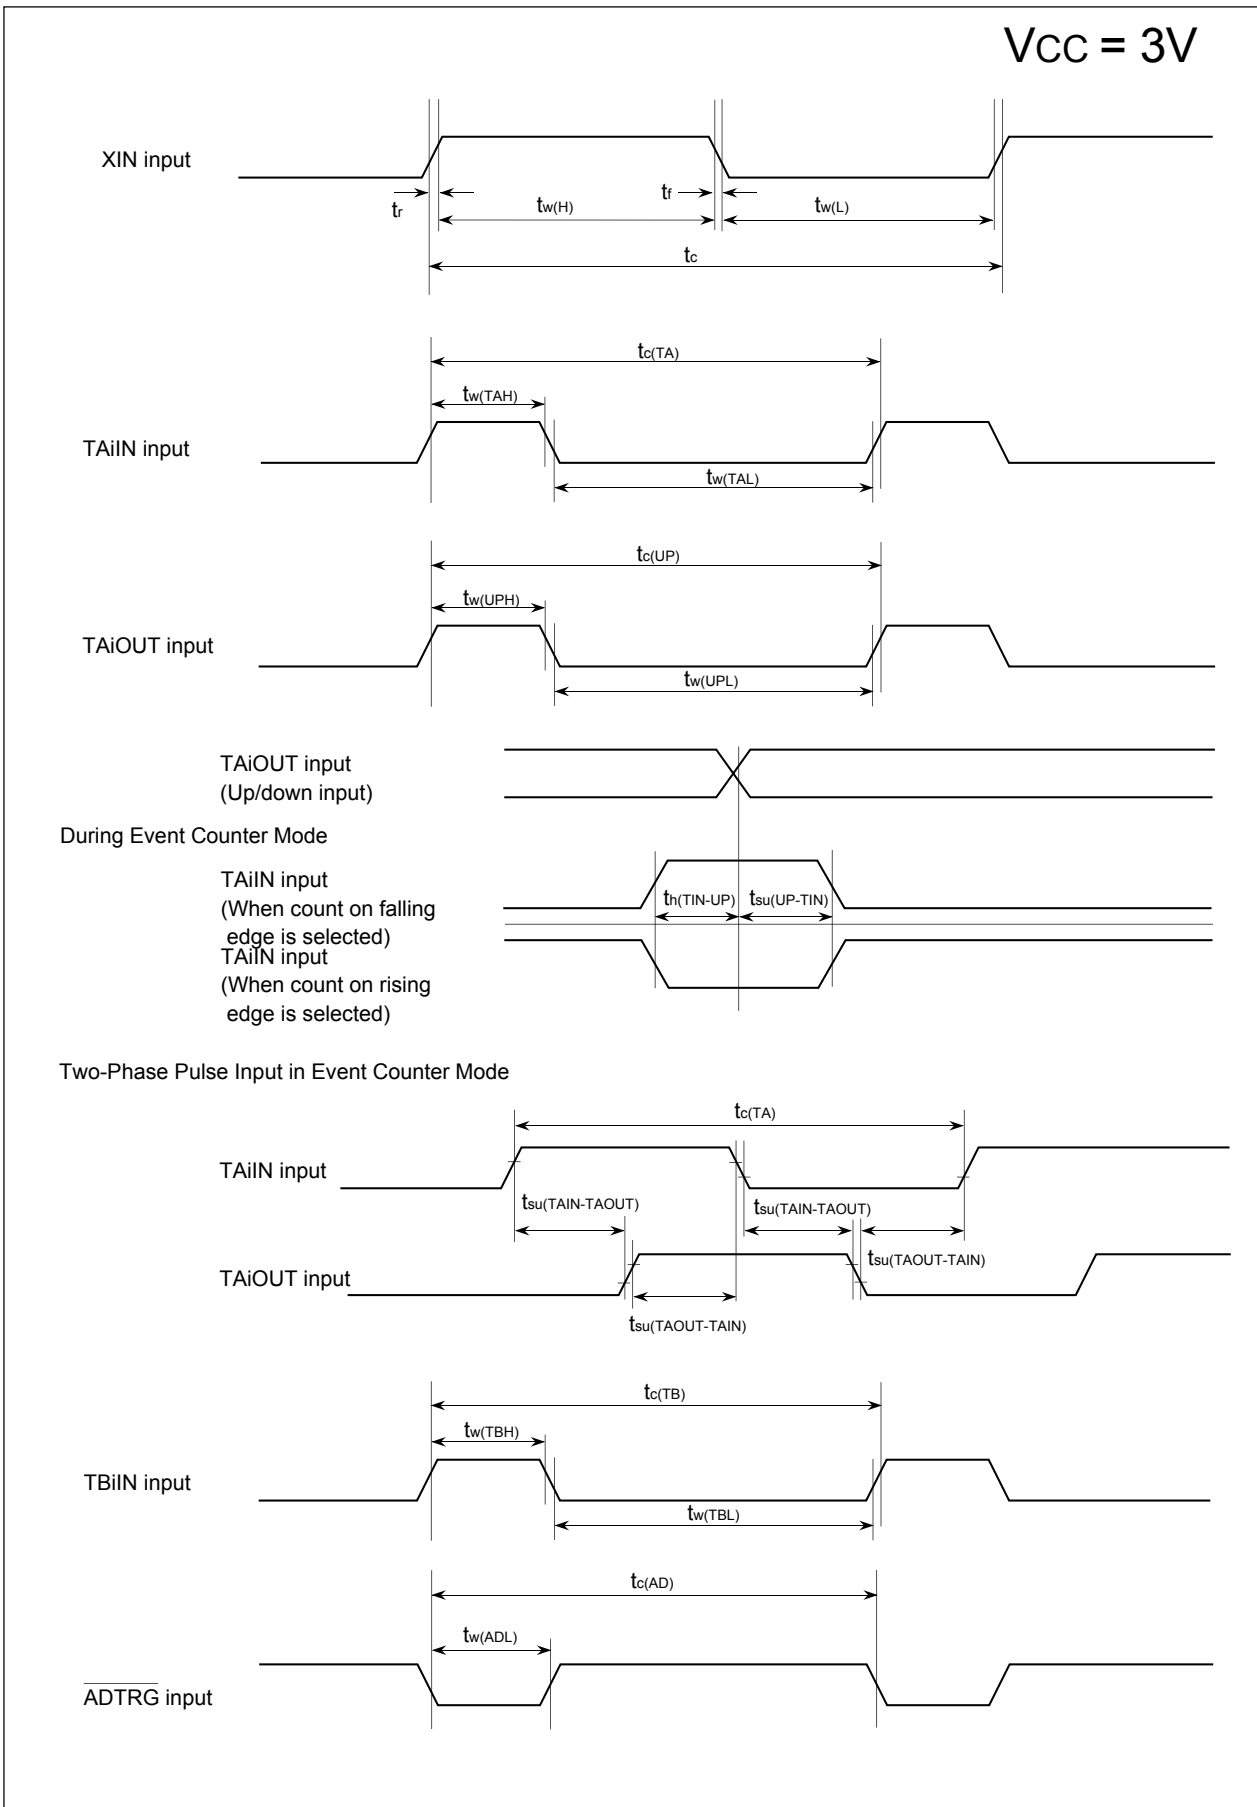 VCC = 3V
XIN input
tr
tw(H)
tf
tw(L)
tc
tc(TA)
tw(TAH)
TAiIN input
tw(TAL)
tc(UP)
tw(UPH)
TAiOUT input
tw(UPL)
TAiOUT input
(Up/down input)
During Event Counter Mode
TAiIN input
(When count on falling
edge is selected)
th(TIN-UP)
tsu(UP-TIN)
TAiIN input
(When count on rising
edge is selected)
Two-Phase Pulse Input in Event Counter Mode
tc(TA)
TAiIN input
tsu(TAIN-TAOUT)
tsu(TAIN-TAOUT)
tsu(TAOUT-TAIN)
TAiOUT input
tsu(TAOUT-TAIN)
tc(TB)
tw(TBH)
TBiIN input
tw(TBL)
tc(AD)
tw(ADL)
ADTRG input